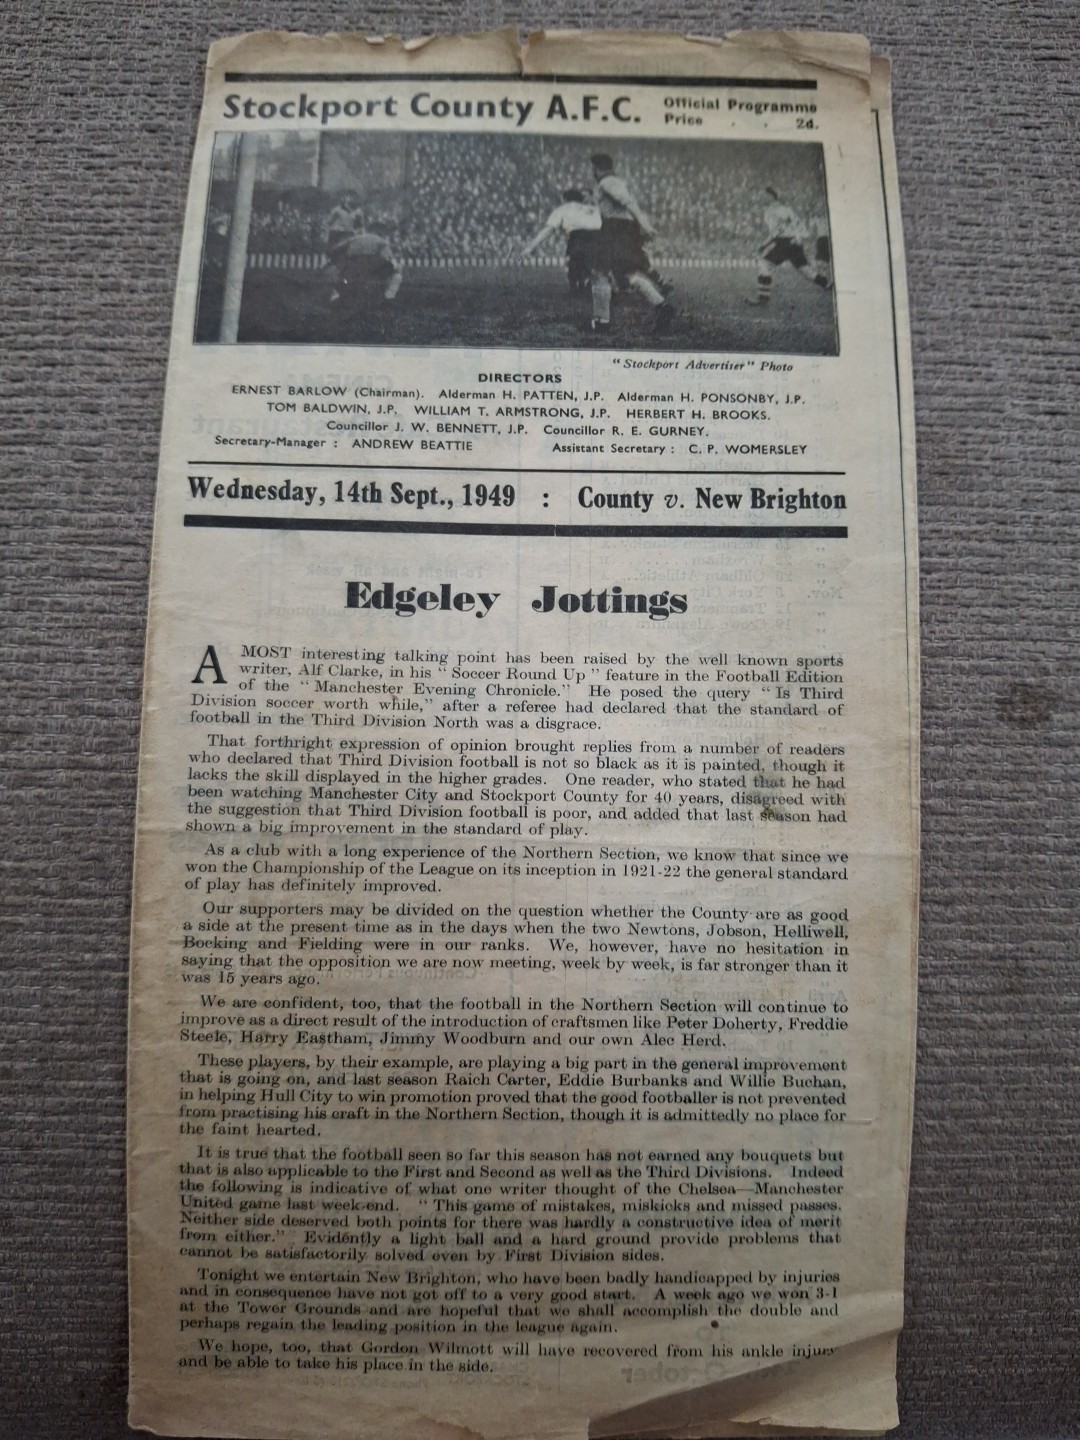 Stockport County A.F.C. Official Programme
Price . . 2d.
"Stockport Advertiser" Photo
DIRECTORS
ERNEST BARLOW (Chairman). Alderman H. PATTEN, J.P. Alderman H. PONSONBY, J.P.
TOM BALDWIN, J.P. WILLIAM T. ARMSTRONG, J.P. HERBERT H. BROOKS.
Councillor J. W. BENNETT, J.P. Councillor R. E. GURNEY.
Secretary-Manager : ANDREW BEATTIE Assistant Secretary : C. P. WOMERSLEY
Wednesday, 14th Sept., 1949 : County v. New Brighton
Edgeley Jottings
A MOST interesting talking point has been raised by the well known sports
writer, Alf Clarke, in his "Soccer Round Up" feature in the Football Edition
of the "Manchester Evening Chronicle." He posed the query "Is Third
Division soccer worth while," after a referee had declared that the standard of
football in the Third Division North was a disgrace.
That forthright expression of opinion brought replies from a number of readers
who declared that Third Division football is not so black as it is painted, though it
lacks the skill displayed in the higher grades. One reader, who stated that he had
been watching Manchester City and Stockport County for 40 years, disagreed with
the suggestion that Third Division football is poor, and added that last season had
shown a big improvement in the standard of play.
As a club with a long experience of the Northern Section, we know that since we
won the Championship of the League on its inception in 1921-22 the general standard
of play has definitely improved.
Our supporters may be divided on the question whether the County are as good
a side at the present time as in the days when the two Newtons, Jobson, Helliwell,
Bocking and Fielding were in our ranks. We, however, have no hesitation in
saying that the opposition we are now meeting, week by week, is far stronger than it
was 15 years ago.
We are confident, too, that the football in the Northern Section will continue to
improve as a direct result of the introduction of craftsmen like Peter Doherty, Freddie
Steele, Harry Eastham, Jimmy Woodburn and our own Alec Herd.
These players, by their example, are playing a big part in the general improvement
that is going on, and last season Raich Carter, Eddie Burbanks and Willie Buchan,
in helping Hull City to win promotion proved that the good footballer is not prevented
from practising his craft in the Northern Section, though it is admittedly no place for
the faint hearted.
It is true that the football seen so far this season has not earned any bouquets but
that is also applicable to the First and Second as well as the Third Divisions. Indeed
the following is indicative of what one writer thought of the Chelsea—Manchester
United game last week-end. "This game of mistakes, miskicks and missed passes.
Neither side deserved both points for there was hardly a constructive idea of merit
from either." Evidently a light ball and a hard ground provide problems that
cannot be satisfactorily solved even by First Division sides.
Tonight we entertain New Brighton, who have been badly handicapped by injuries
and in consequence have not got off to a very good start. A week ago we won 3-1
at the Tower Grounds and are hopeful that we shall accomplish the double and
perhaps regain the leading position in the league again.
We hope, too, that Gordon Wilmott will have recovered from his ankle injury
and be able to take his place in the side.